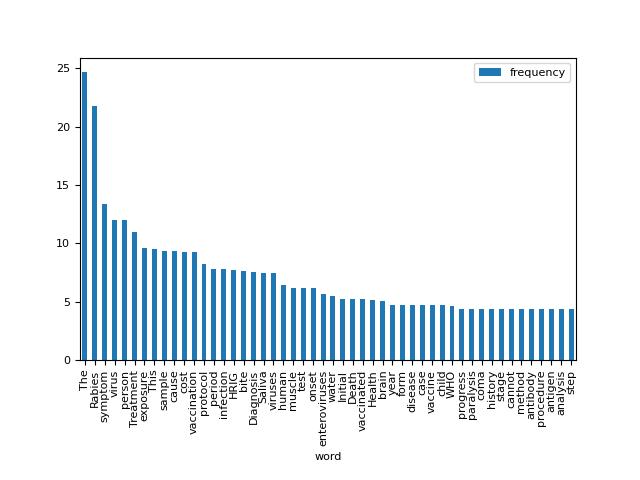 frequency
25
20
15
10
5
0
The
Rabies
symptom
virus
person
Treatment
exposure
This
sample
cause
cost
vaccination
protocol
period
infection
HRIG
bite
Diagnosis
Saliva
viruses
human
muscle
test
onset
enteroviruses
water
Initial
Death
vaccinated
Health
brain
year
form
disease
case
vaccine
child
WHO
progress
paralysis
coma
history
stage
cannot
method
antibody
procedure
antigen
analysis
step
word